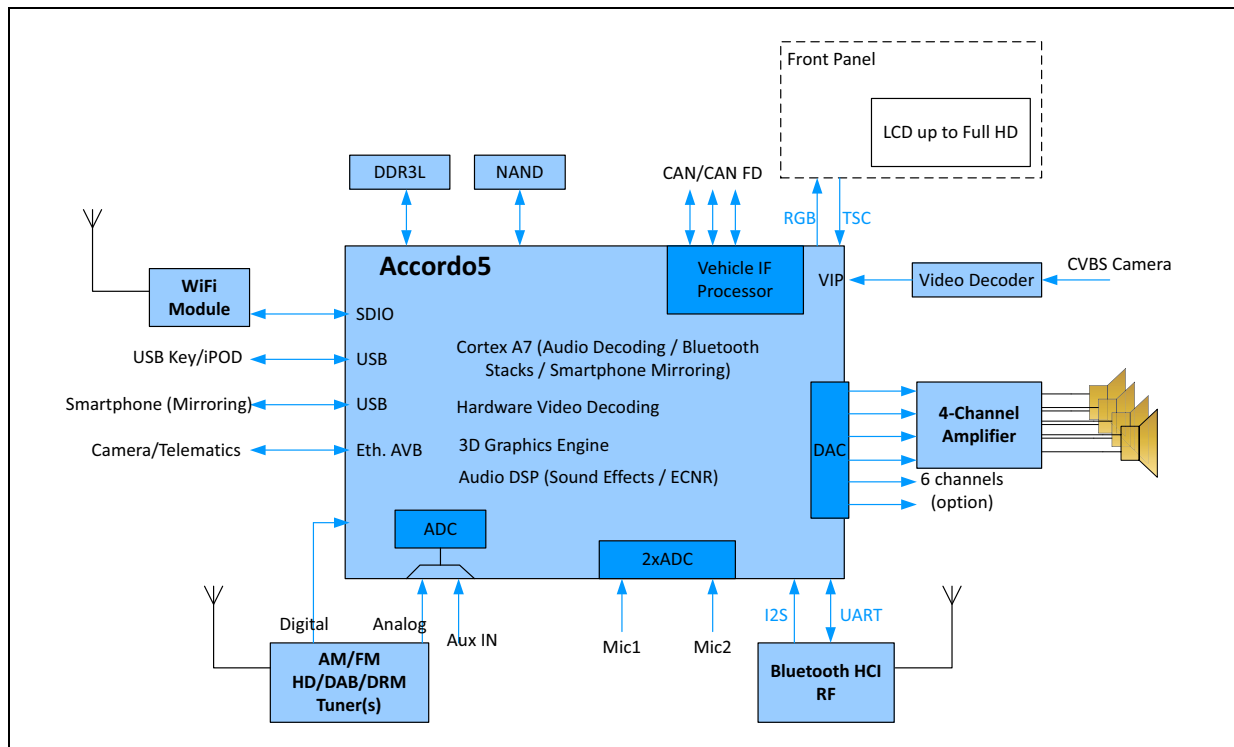 Front Panel
LCD up to Full HD
DDR3L
NAND
CAN/CAN FD
RGB
TSC
Accordo5
Vehicle IF
Processor
VIP
Video Decoder
CVBS Camera
WiFi
Module
SDIO
USB Key/iPOD
USB
Cortex A7 (Audio Decoding / Bluetooth
Stacks / Smartphone Mirroring)
Smartphone (Mirroring)
USB
Hardware Video Decoding
Camera/Telematics
Eth. AVB
3D Graphics Engine
Audio DSP (Sound Effects / ECNR)
DAC
4-Channel
Amplifier
6 channels
(option)
ADC
2xADC
Digital
Analog
Aux IN
Mic1
Mic2
I2S
UART
AM/FM
HD/DAB/DRM
Tuner(s)
Bluetooth HCI
RF